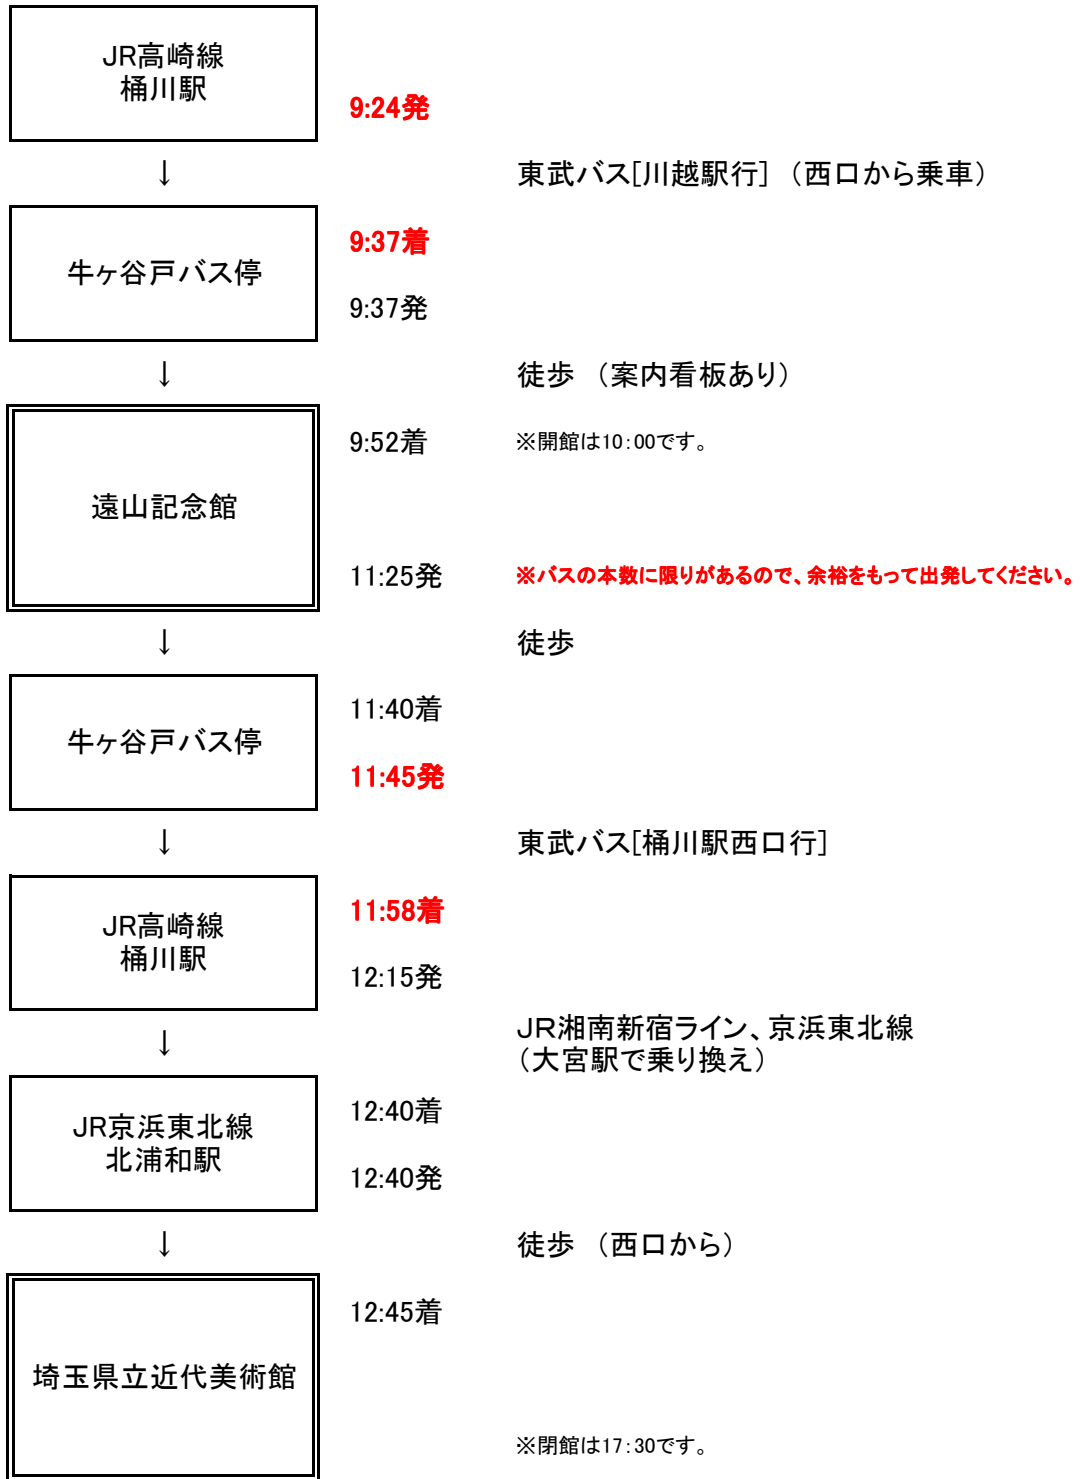 JR高崎線
桶川駅
9:24発
↓
東武バス[川越駅行] （西口から乗車）
9:37着
牛ヶ谷戸バス停
9:37発
↓
徒歩 （案内看板あり）
9:52着
※開館は10：00です。
遠山記念館
11:25発
※バスの本数に限りがあるので、余裕をもって出発してください。
↓
徒歩
11:40着
牛ヶ谷戸バス停
11:45発
↓
東武バス[桶川駅西口行]
11:58着
JR高崎線
桶川駅
12:15発
↓
ＪＲ湘南新宿ライン、京浜東北線
（大宮駅で乗り換え）
12:40着
JR京浜東北線
北浦和駅
12:40発
↓
徒歩 （西口から）
12:45着
埼玉県立近代美術館
※閉館は17：30です。